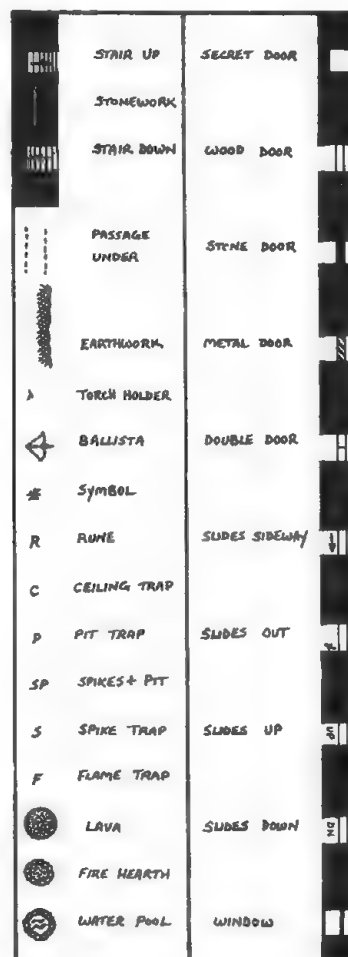 STAIR UP
STONEWORK
STAIR DOWN
PASSAGE
UNDER
EARTHWORK
TORCH HOLDER
BALLISTA
SYMBOL
R RUNE
C CEILING TRAP
P PIT TRAP
SP SPIKES + PIT
S SPIKE TRAP
F FLAME TRAP
LAVA
FIRE HEARTH
WATER POOL
SECRET DOOR
WOOD DOOR
STONE DOOR
METAL DOOR
DOUBLE DOOR
SLIDES SIDEWAY
SLIDES OUT
SLIDES UP UP
SLIDES DOWN DN
WINDOW